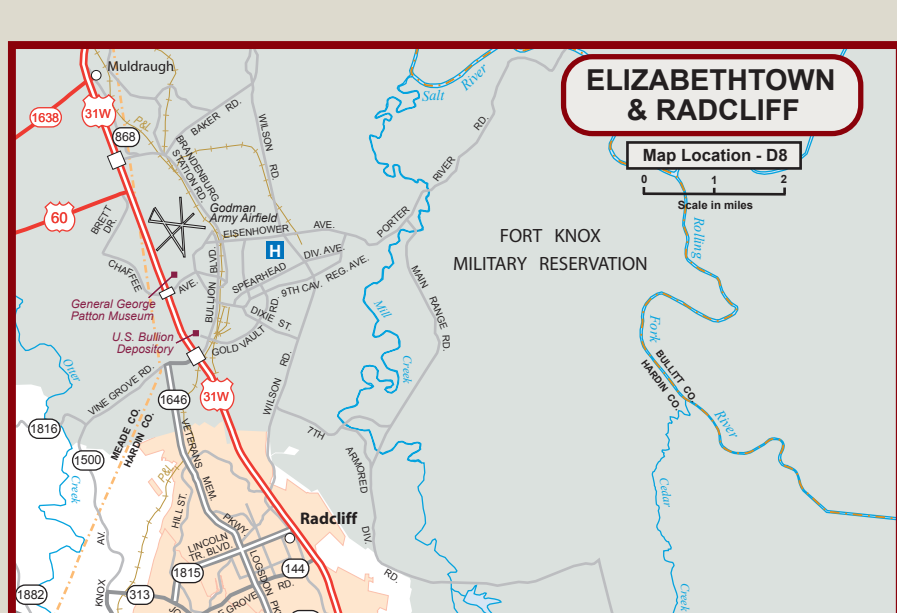 ELIZABETHTOWN
& RADCLIFF
Map Location - D8
0 1 2
Scale in miles
Muldraugh
Salt
River
1638
31W
868
P&L
BAKER RD.
WILSON RD.
BRANDENBURG
STATION RD.
60
BRETT
DR.
Godman
Army Airfield
EISENHOWER AVE.
H
PORTER RIVER RD.
FORT KNOX
MILITARY RESERVATION
Rolling
Fork
River
CHAFFEE AVE.
BULLION BLVD.
SPEARHEAD DIV. AVE.
9TH CAV. REG. AVE.
General George
Patton Museum
DIXIE ST.
RD.
GOLD VAULT
U.S. Bullion
Depository
MAIN RANGE RD.
Mill
Creek
BULLITT CO.
HARDIN CO.
Otter
Creek
VINE GROVE RD.
1646
31W
WILSON RD.
1816
MEADE CO.
HARDIN CO.
1500
VETERANS MEM. PKWY.
7TH ARMORED DIV. RD.
P&L
HILL ST.
Cedar
Creek
Radcliff
LINCOLN
TR. BLVD.
LOGSDON PK
144
1815
KNOX AV.
313
1882
E GROVE RD.
JO